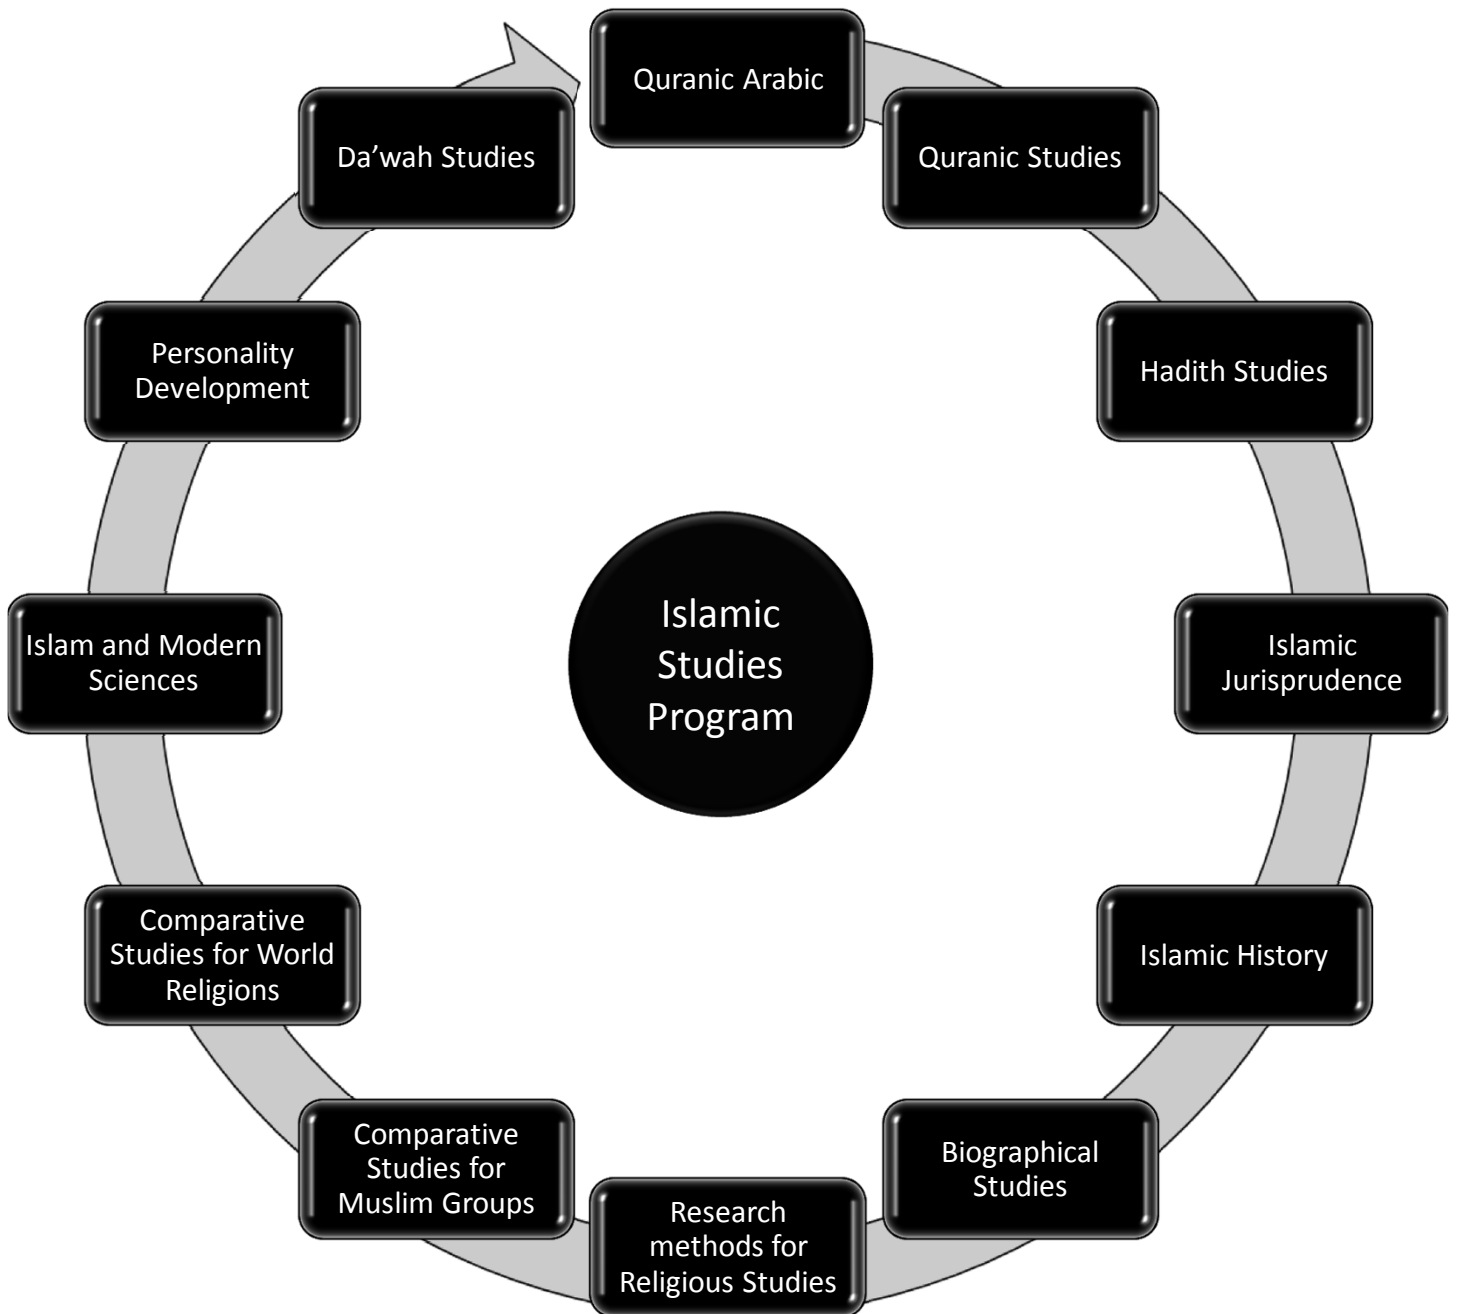 Quranic Arabic
Quranic Studies
Hadith Studies
Islamic
Jurisprudence
Islamic History
Biographical
Studies
Research
methods for
Religious Studies
Comparative
Studies for
Muslim Groups
Comparative
Studies for World
Religions
Islam and Modern
Sciences
Personality
Development
Da’wah Studies
Islamic
Studies
Program